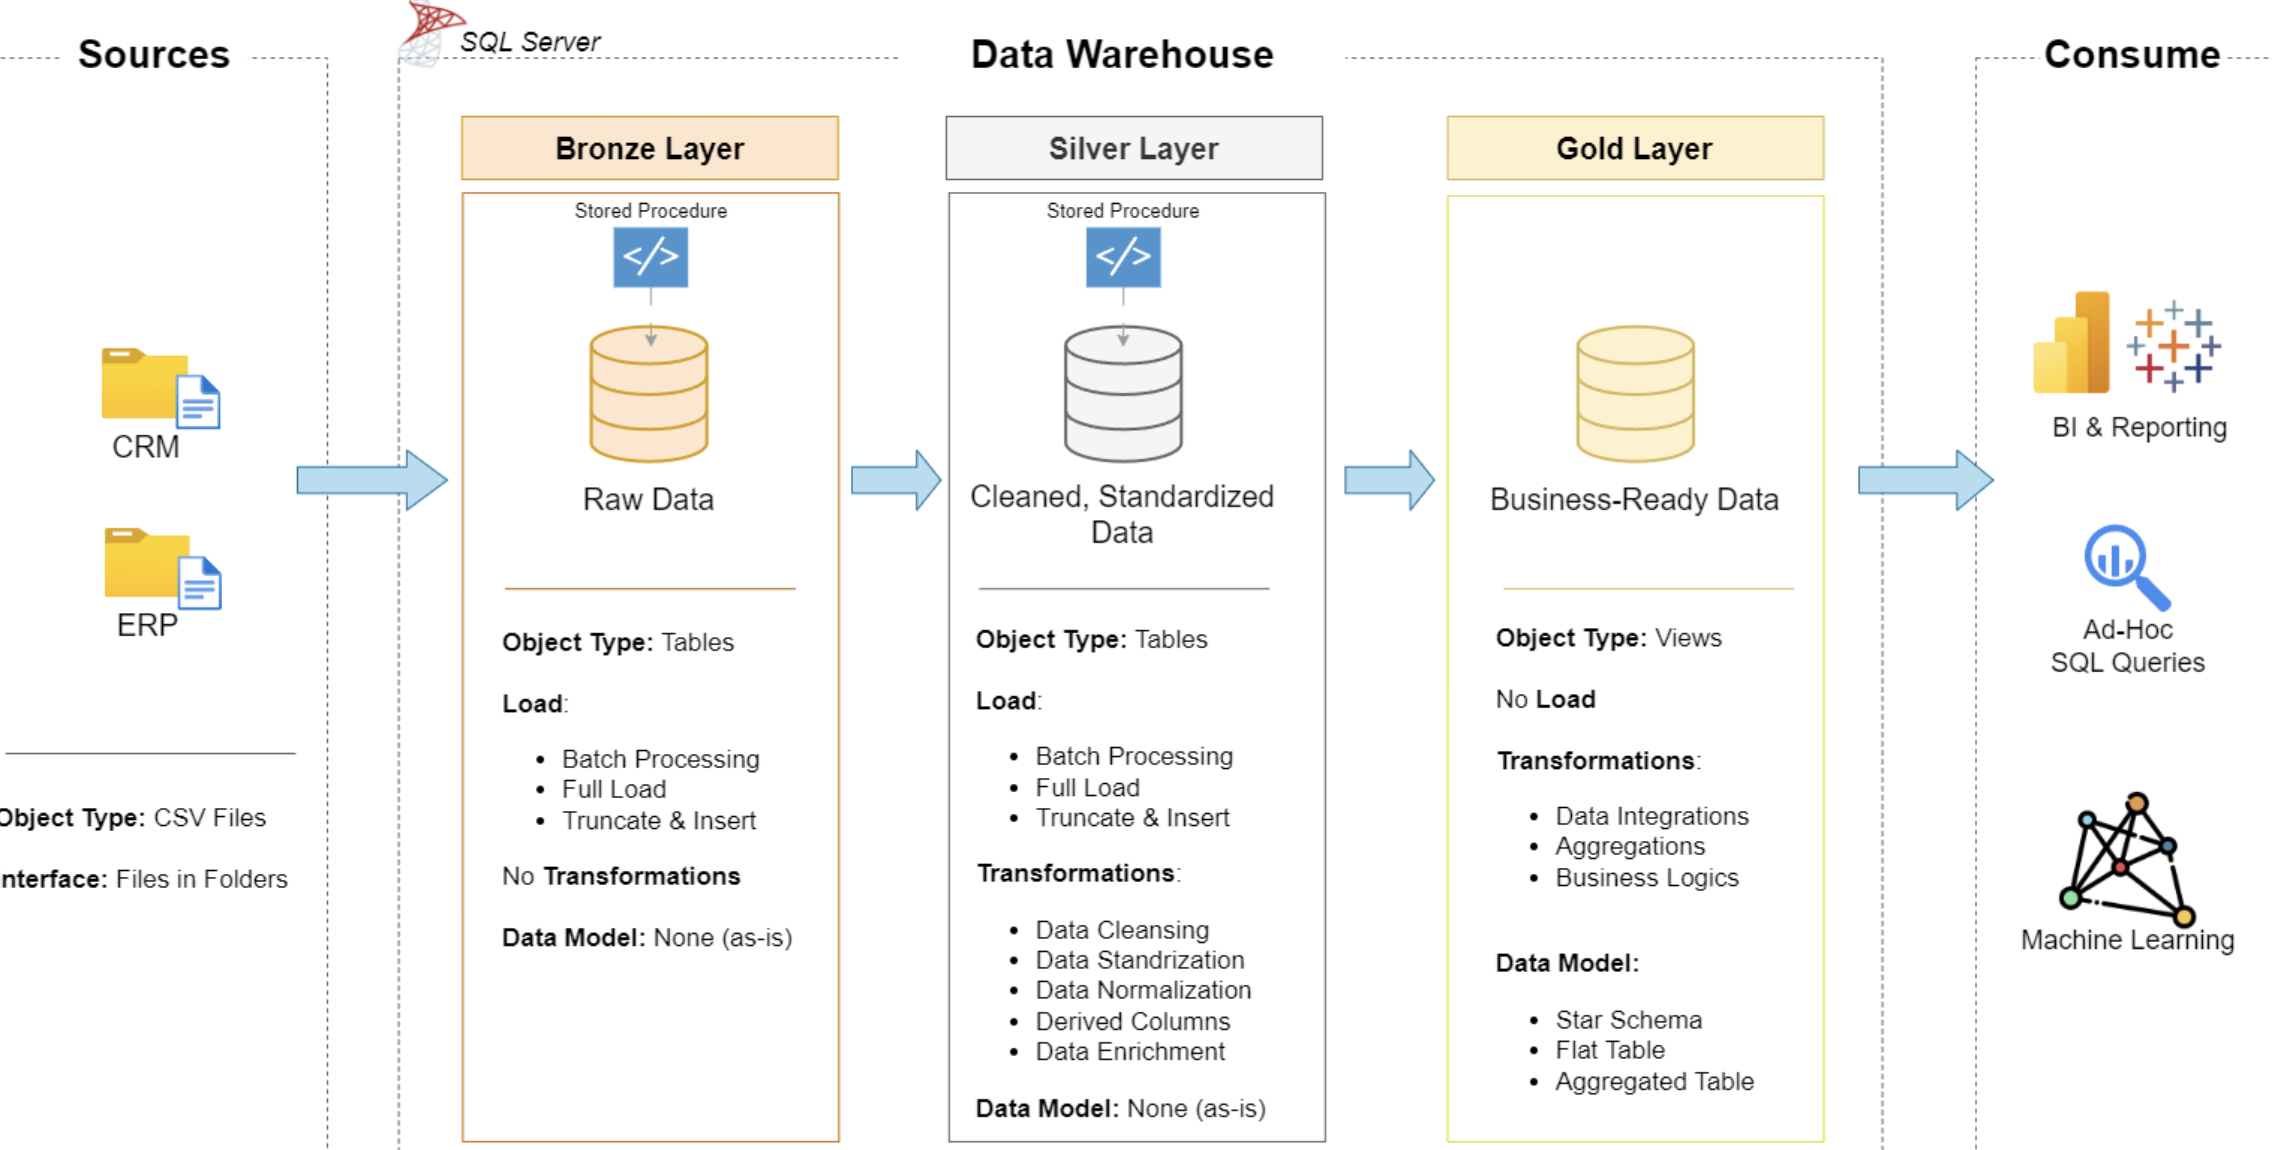 Sources
SQL Server
Data Warehouse
Consume
CRM
ERP
Object Type: CSV Files
nterface: Files in Folders
Bronze Layer
Stored Procedure
</>
Raw Data
Object Type: Tables
Load:
• Batch Processing
• Full Load
• Truncate & Insert
No Transformations
Data Model: None (as-is)
Silver Layer
Stored Procedure
</>
Cleaned, Standardized
Data
Object Type: Tables
Load:
• Batch Processing
• Full Load
• Truncate & Insert
Transformations:
• Data Cleansing
• Data Standrization
• Data Normalization
• Derived Columns
• Data Enrichment
Data Model: None (as-is)
Gold Layer
Business-Ready Data
Object Type: Views
No Load
Transformations:
• Data Integrations
• Aggregations
• Business Logics
Data Model:
• Star Schema
• Flat Table
• Aggregated Table
BI & Reporting
Ad-Hoc
SQL Queries
Machine Learning